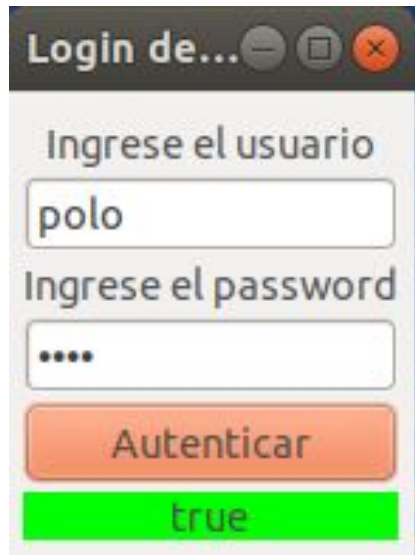 Login de...
Ingrese el usuario
polo
Ingrese el password
••••
Autenticar
true